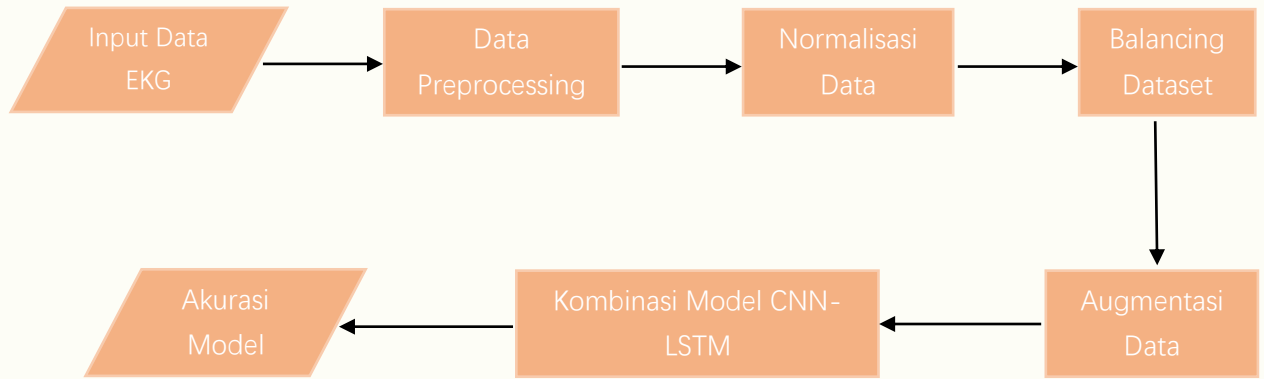 Input Data
EKG
Data
Preprocessing
Normalisasi
Data
Balancing
Dataset
Augmentasi
Data
Kombinasi Model CNN-
LSTM
Akurasi
Model